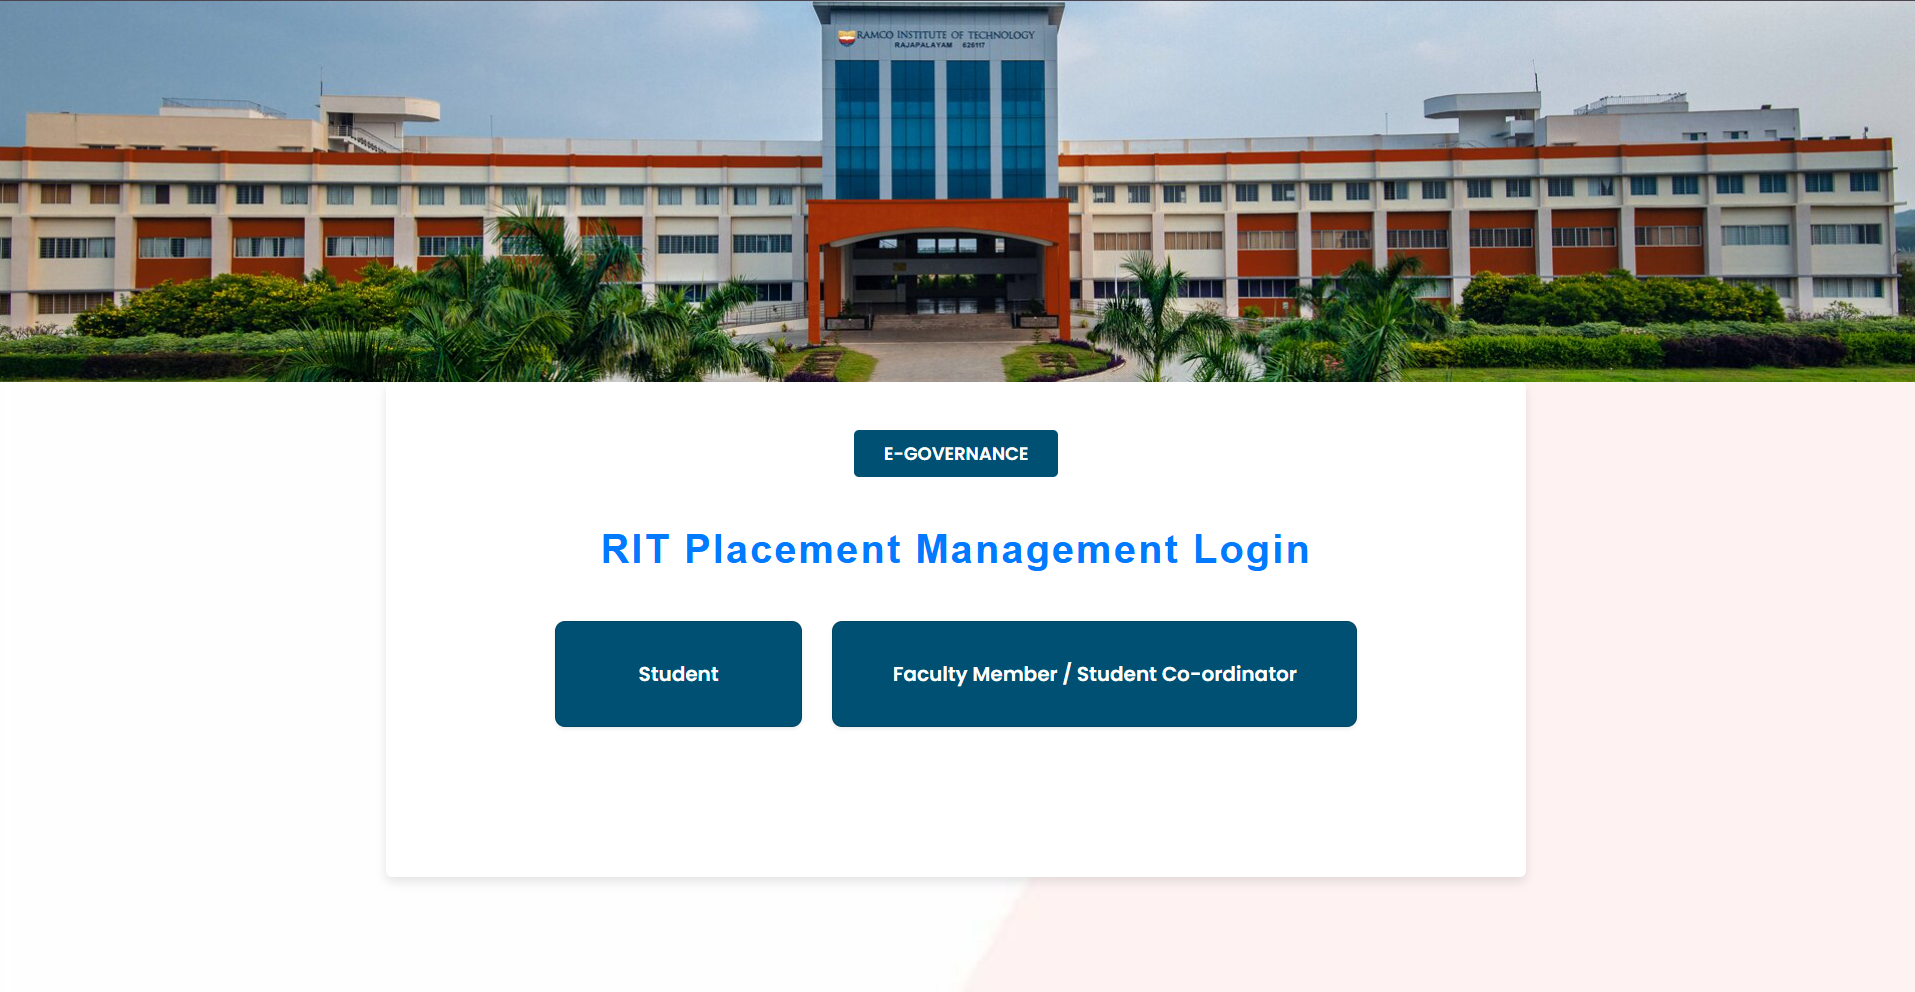 RAMCO INSTITUTE OF TECHNOLOGY
RAJAPALAYAM 626117
E-GOVERNANCE
RIT Placement Management Login
Student
Faculty Member / Student Co-ordinator